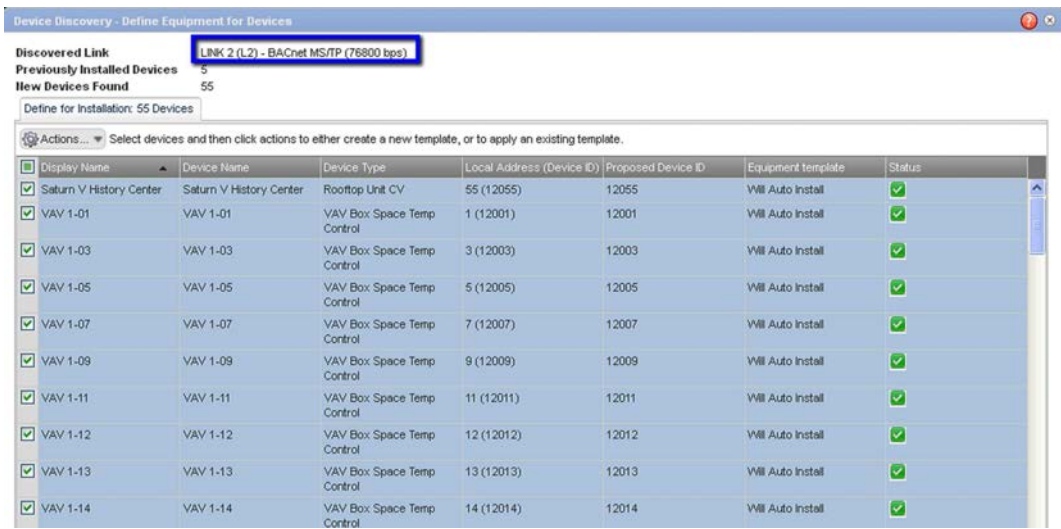 Device Discovery - Define Equipment for Devices
Discovered Link LINK 2 (L2) - BACnet MS/TP (76800 bps)
Previously Installed Devices 5
New Devices Found 55
Define for Installation: 55 Devices
Actions... Select devices and then click actions to either create a new template, or to apply an existing template.
Display Name Device Name Device Type Local Address (Device ID) Proposed Device ID Equipment template Status
Saturn V History Center Saturn V History Center Rooftop Unit CV 55 (12055) 12055 Will Auto Install
VAV 1-01 VAV 1-01 VAV Box Space Temp 1 (12001) 12001 Will Auto Install
Control
VAV 1-03 VAV 1-03 VAV Box Space Temp 3 (12003) 12003 Will Auto Install
Control
VAV 1-05 VAV 1-05 VAV Box Space Temp 5 (12005) 12005 Will Auto Install
Control
VAV 1-07 VAV 1-07 VAV Box Space Temp 7 (12007) 12007 Will Auto Install
Control
VAV 1-09 VAV 1-09 VAV Box Space Temp 9 (12009) 12009 Will Auto Install
Control
VAV 1-11 VAV 1-11 VAV Box Space Temp 11 (12011) 12011 Will Auto Install
Control
VAV 1-12 VAV 1-12 VAV Box Space Temp 12 (12012) 12012 Will Auto Install
Control
VAV 1-13 VAV 1-13 VAV Box Space Temp 13 (12013) 12013 Will Auto Install
Control
VAV 1-14 VAV 1-14 VAV Box Space Temp 14 (12014) 12014 Will Auto Install
Control